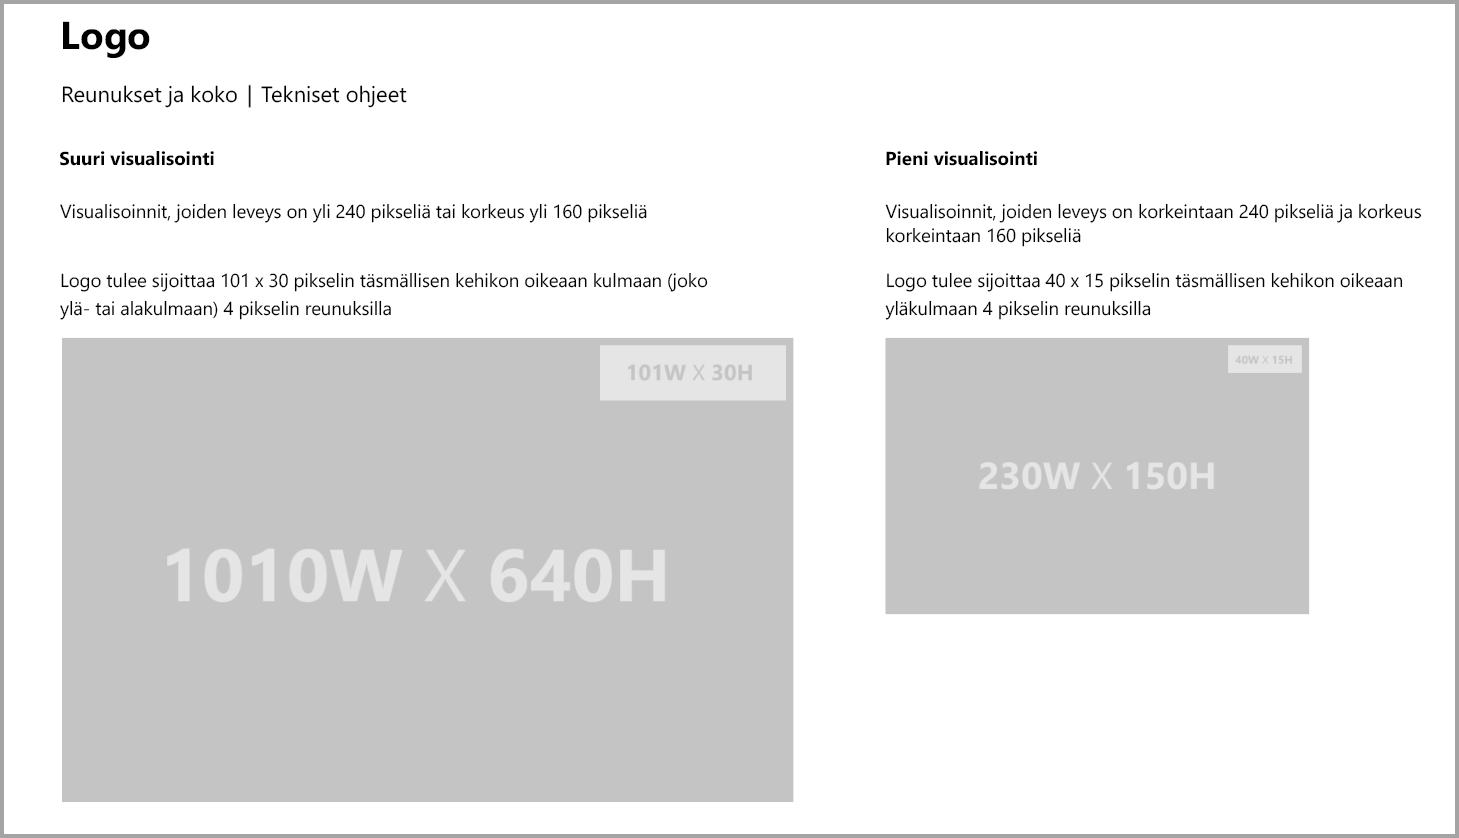 Logo
Reunukset ja koko | Tekniset ohjeet
Suuri visualisointi
Visualisoinnit, joiden leveys on yli 240 pikseliä tai korkeus yli 160 pikseliä
Logo tulee sijoittaa 101 x 30 pikselin täsmällisen kehikon oikeaan kulmaan (joko
ylä- tai alakulmaan) 4 pikselin reunuksilla
101W X 30H
1010W X 640H
Pieni visualisointi
Visualisoinnit, joiden leveys on korkeintaan 240 pikseliä ja korkeus
korkeintaan 160 pikseliä
Logo tulee sijoittaa 40 x 15 pikselin täsmällisen kehikon oikeaan
yläkulmaan 4 pikselin reunuksilla
40W X 15H
230W X 150H